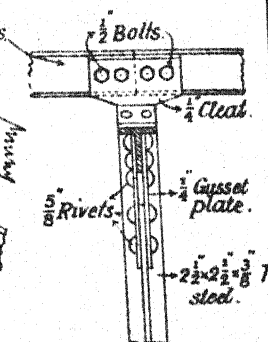 s.
½" Bolts.
¼" Cleat.
¼" Gusset
plate.
⅝" Rivets
2½"×2½"×⅜" T
steel.